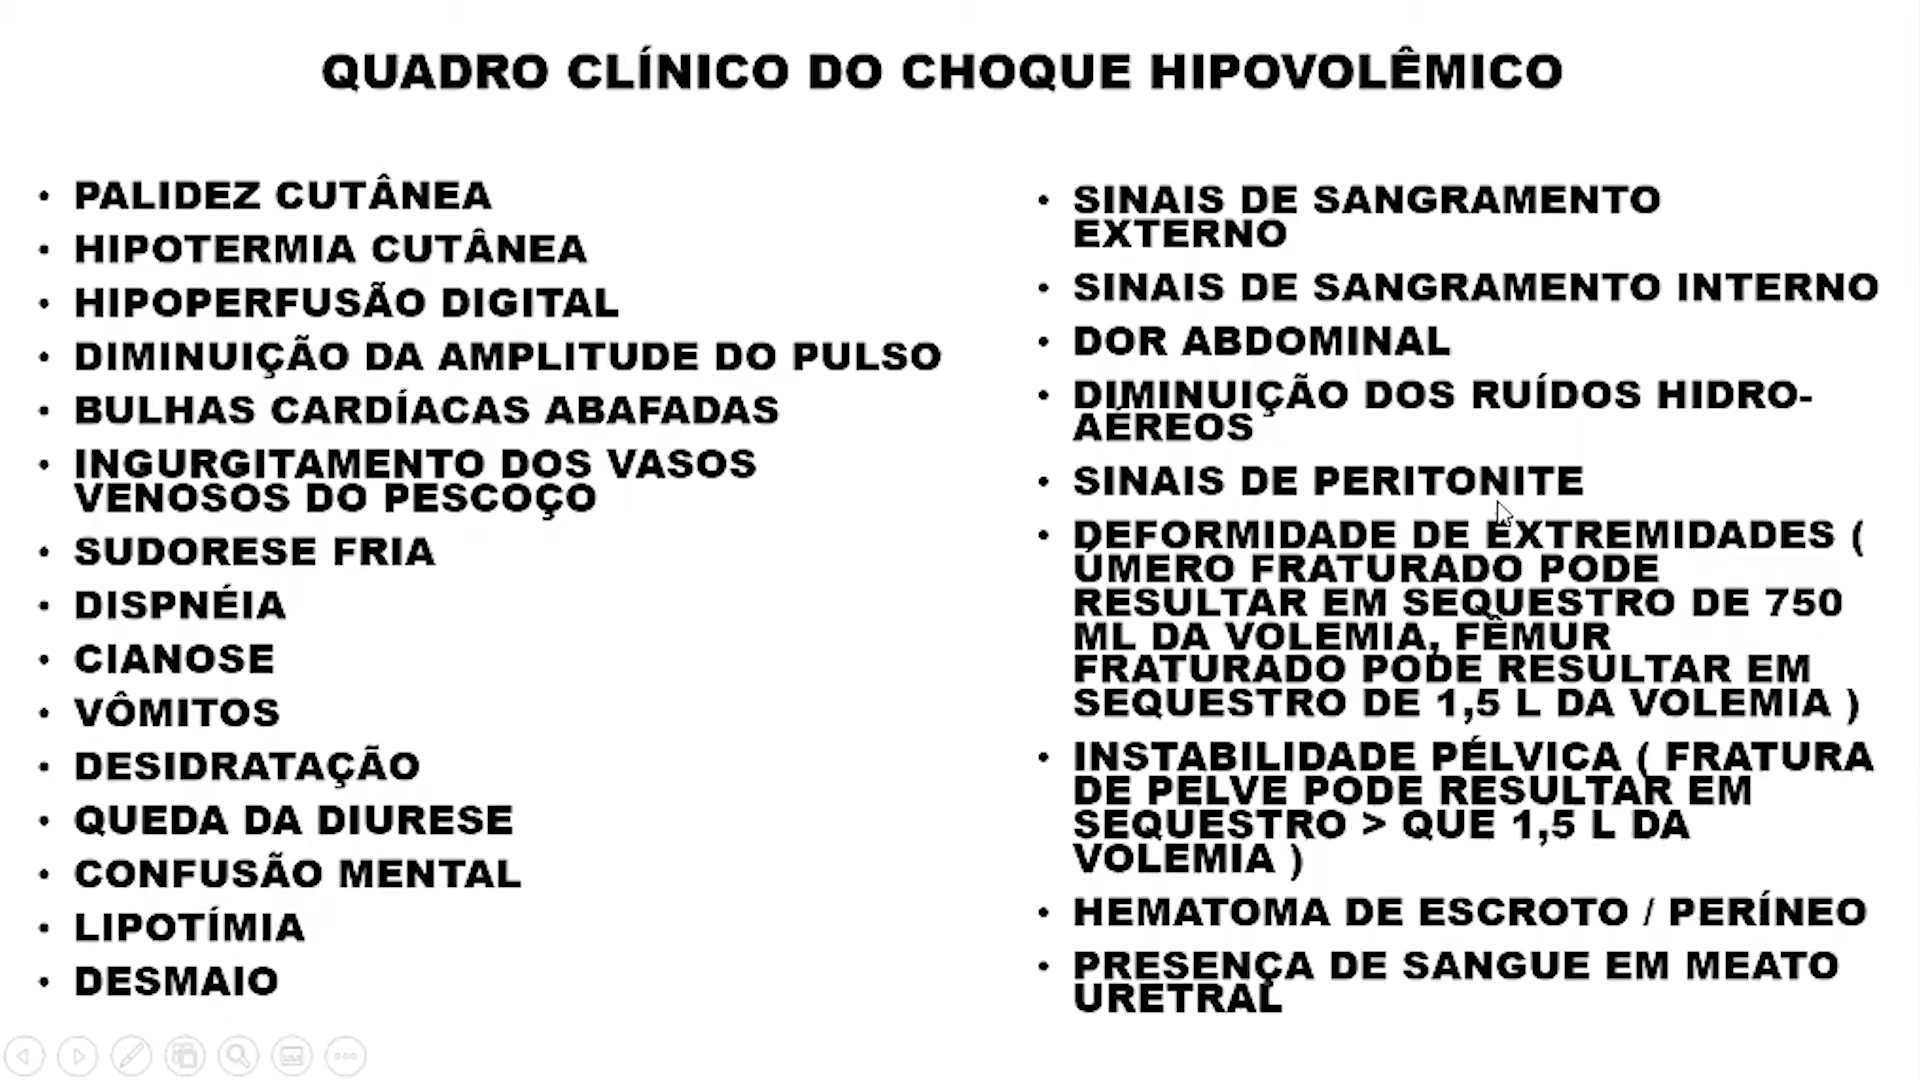 QUADRO CLÍNICO DO CHOQUE HIPOVOLÊMICO
• PALIDEZ CUTÂNEA
• HIPOTERMIA CUTÂNEA
• HIPOPERFUSÃO DIGITAL
• DIMINUIÇÃO DA AMPLITUDE DO PULSO
• BULHAS CARDÍACAS ABAFADAS
• INGURGITAMENTO DOS VASOS
VENOSOS DO PESCOÇO
• SUDORESE FRIA
• DISPNÉIA
• CIANOSE
• VÔMITOS
• DESIDRATAÇÃO
• QUEDA DA DIURESE
• CONFUSÃO MENTAL
• LIPOTÍMIA
• DESMAIO
• SINAIS DE SANGRAMENTO
EXTERNO
• SINAIS DE SANGRAMENTO INTERNO
• DOR ABDOMINAL
• DIMINUIÇÃO DOS RUÍDOS HIDRO-
AÉREOS
• SINAIS DE PERITONITE
• DEFORMIDADE DE EXTREMIDADES (
ÚMERO FRATURADO PODE
RESULTAR EM SEQUESTRO DE 750
ML DA VOLEMIA, FÊMUR
FRATURADO PODE RESULTAR EM
SEQUESTRO DE 1,5 L DA VOLEMIA )
• INSTABILIDADE PÉLVICA ( FRATURA
DE PELVE PODE RESULTAR EM
SEQUESTRO > QUE 1,5 L DA
VOLEMIA )
• HEMATOMA DE ESCROTO / PERÍNEO
• PRESENÇA DE SANGUE EM MEATO
URETRAL